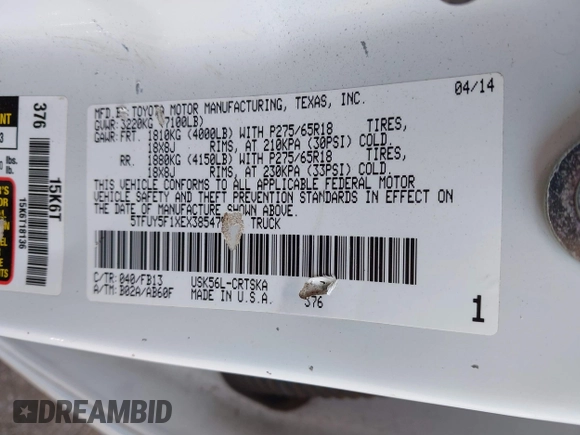 MFD. BY TOYOTA MOTOR MANUFACTURING, TEXAS, INC. 04/14
GVWR: 3220KG (7100LB)
GAWR: FRT. 1810KG (4000LB) WITH P275/65R18 TIRES,
18X8J RIMS, AT 210KPA (30PSI) COLD.
RR. 1880KG (4150LB) WITH P275/65R18 TIRES,
18X8J RIMS, AT 230KPA (33PSI) COLD.
THIS VEHICLE CONFORMS TO ALL APPLICABLE FEDERAL MOTOR
VEHICLE SAFETY AND THEFT PREVENTION STANDARDS IN EFFECT ON
THE DATE OF MANUFACTURE SHOWN ABOVE.
5TFUY5F1XEX3854 TRUCK
C/TR: 040/FB13 USK56L-CRTSKA
A/TM: B02A/AB60F MADE IN U.S.A. 376
1
376
15K6T
15K6T18136
lbs.
DREAMBID